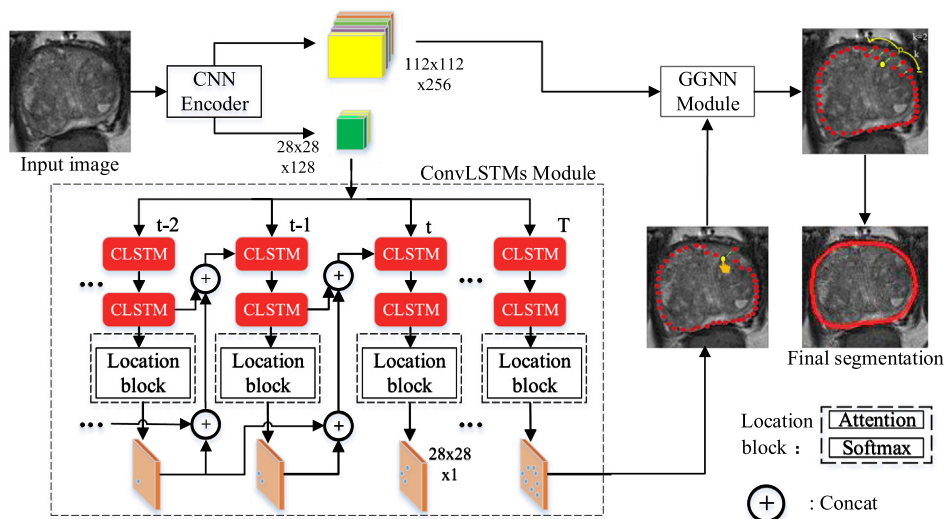 CNN
Encoder
Input image
112x112
x256
28x28
x128
GGNN
Module
k
k=2
ConvLSTMs Module
t-2
t-1
t
T
CLSTM
CLSTM
CLSTM
CLSTM
+
+
...
...
CLSTM
CLSTM
CLSTM
CLSTM
Location
block
Location
block
Location
block
Location
block
...
+
+
...
28x28
x1
Final segmentation
Location
block :
Attention
Softmax
+ : Concat